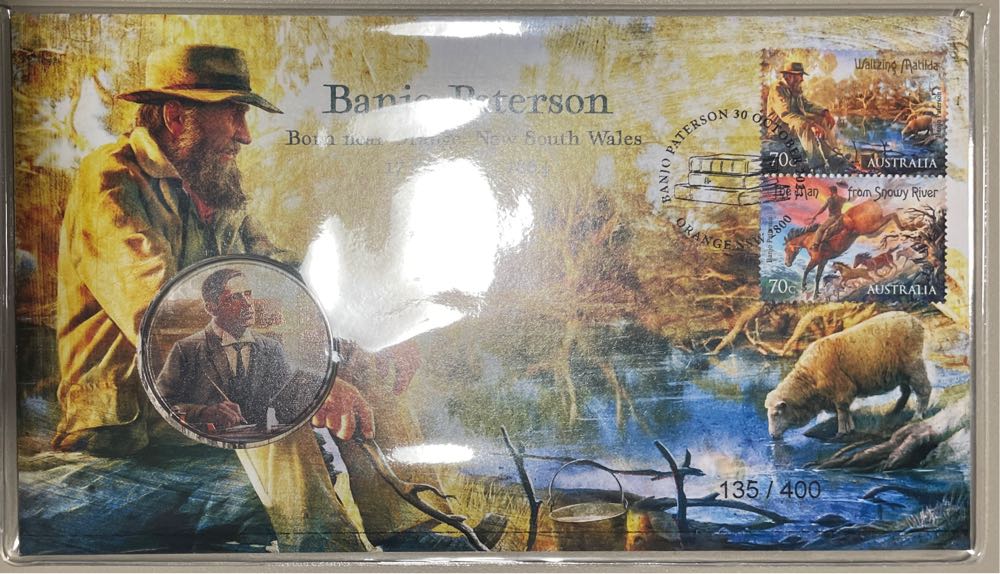 Banjo Paterson
Born near Orange, New South Wales
17
Waltzing Matilda
70c
AUSTRALIA
The Man from Snowy River
70c
AUSTRALIA
BANJO PATERSON 30 OCTOBER
ORANGE NSW 2800
135 / 400